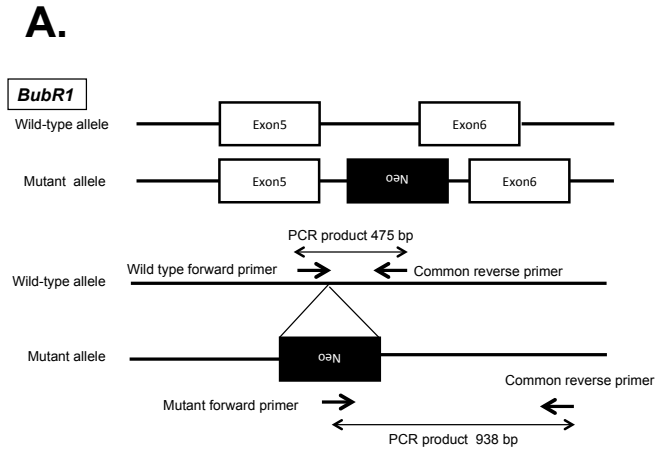 A.
BubR1
Wild-type allele
Exon5
Exon6
Mutant allele
Exon5
Neo
Exon6
PCR product 475 bp
Wild type forward primer
Common reverse primer
Wild-type allele
Neo
Mutant allele
Common reverse primer
Mutant forward primer
PCR product 938 bp